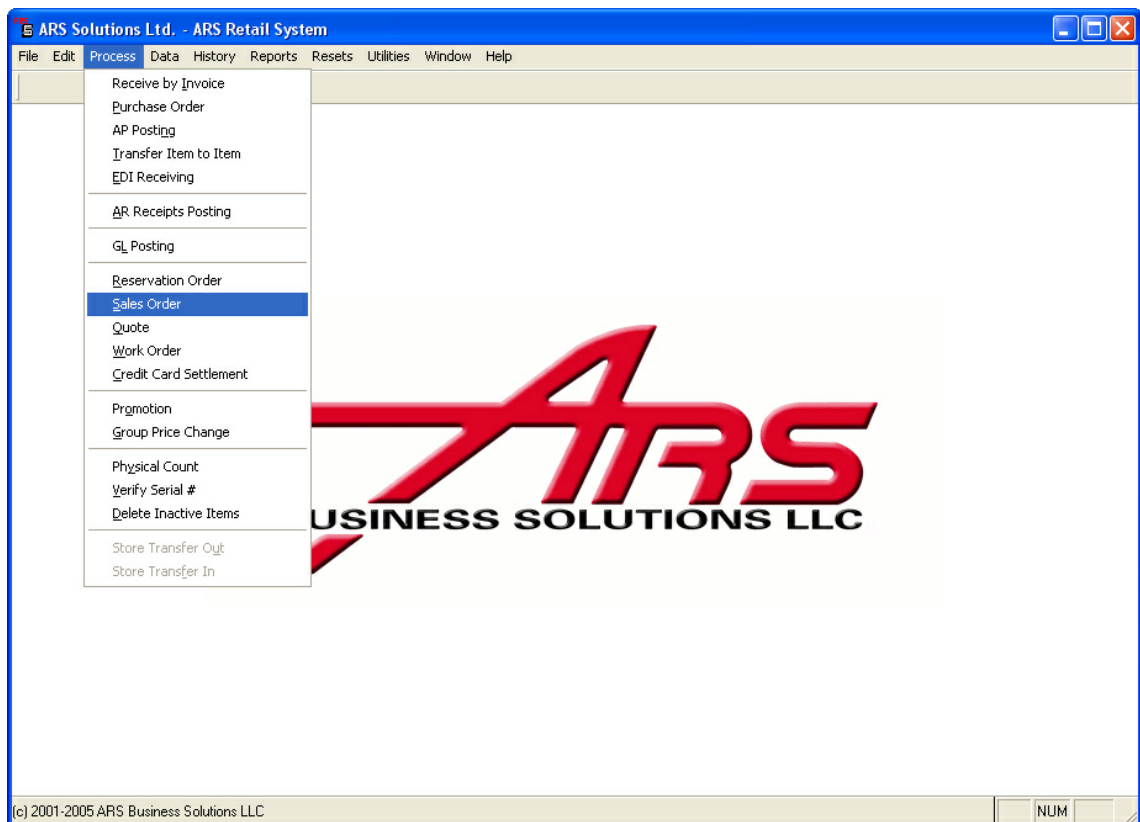 ARS Solutions Ltd. - ARS Retail System
File Edit Process Data History Reports Resets Utilities Window Help
Receive by Invoice
Purchase Order
AP Posting
Transfer Item to Item
EDI Receiving
AR Receipts Posting
GL Posting
Reservation Order
Sales Order
Quote
Work Order
Credit Card Settlement
Promotion
Group Price Change
Physical Count
Verify Serial #
Delete Inactive Items
Store Transfer Out
Store Transfer In
ARS
USINESS SOLUTIONS LLC
(c) 2001-2005 ARS Business Solutions LLC
NUM